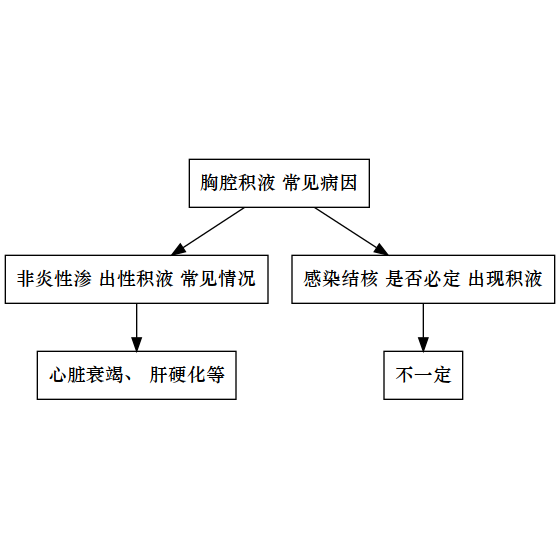 胸腔积液 常见病因
非炎性渗 出性积液 常见情况
感染结核 是否必定 出现积液
心脏衰竭、 肝硬化等
不一定